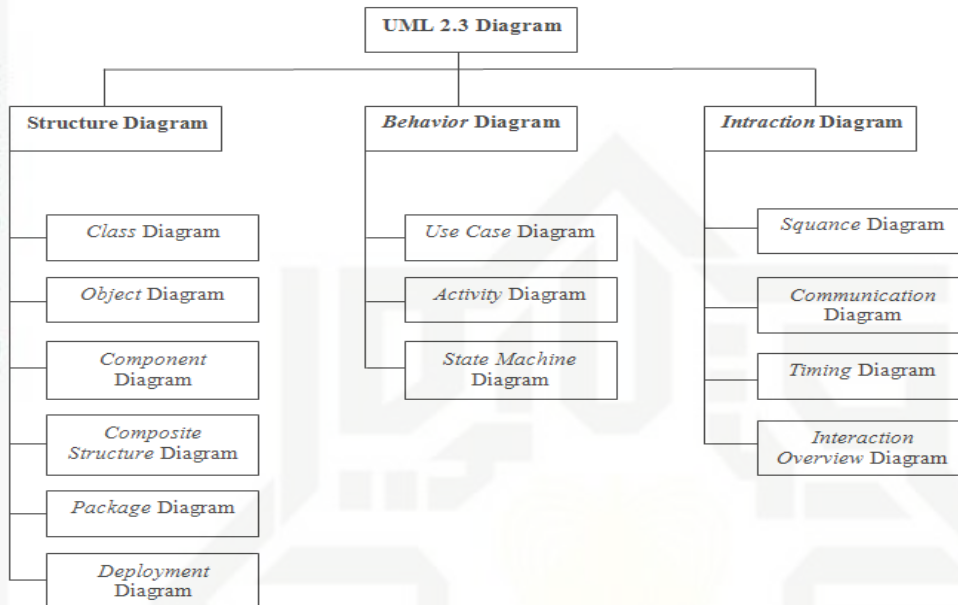 UML 2.3 Diagram
Structure Diagram
Behavior Diagram
Intraction Diagram
Class Diagram
Object Diagram
Component
Diagram
Composite
Structure Diagram
Package Diagram
Deployment
Diagram
Use Case Diagram
Activity Diagram
State Machine
Diagram
Squance Diagram
Communication
Diagram
Timing Diagram
Interaction
Overview Diagram